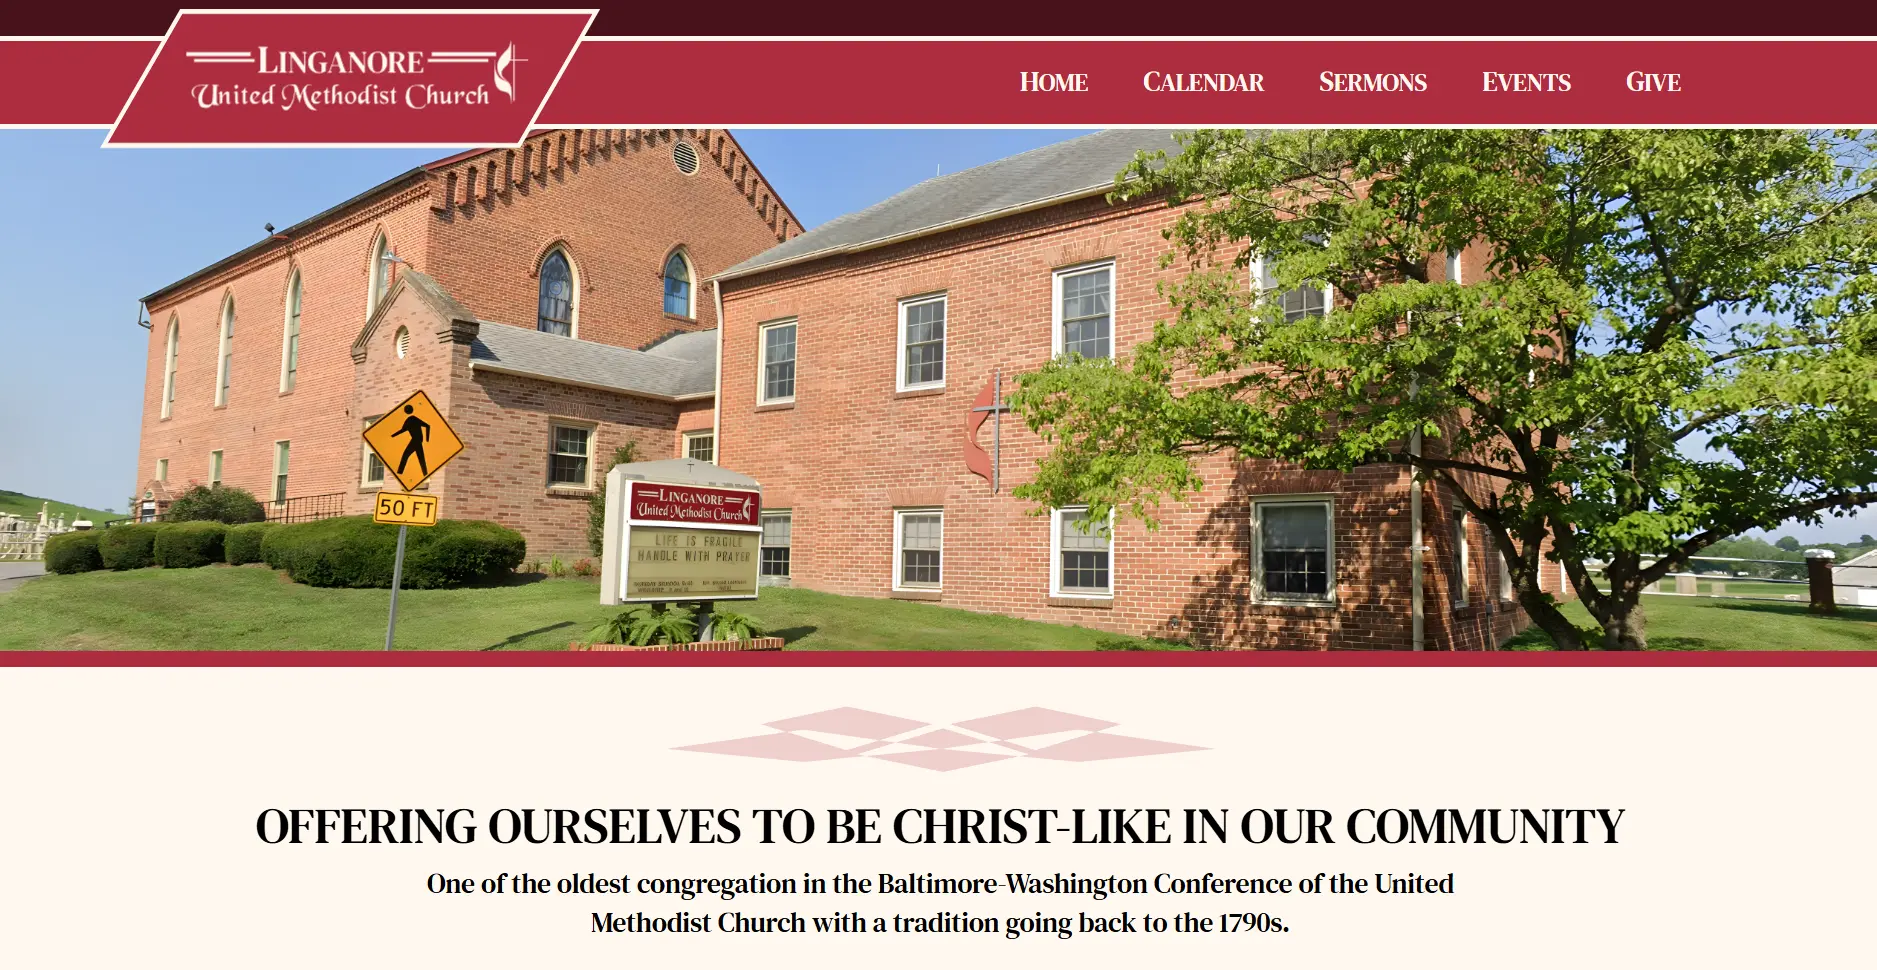 LINGANORE
United Methodist Church
HOME CALENDAR SERMONS EVENTS GIVE
50 FT
LINGANORE
United Methodist Church
LIFE IS FRAGILE
HANDLE WITH PRAYER
OFFERING OURSELVES TO BE CHRIST-LIKE IN OUR COMMUNITY
One of the oldest congregation in the Baltimore-Washington Conference of the United
Methodist Church with a tradition going back to the 1790s.